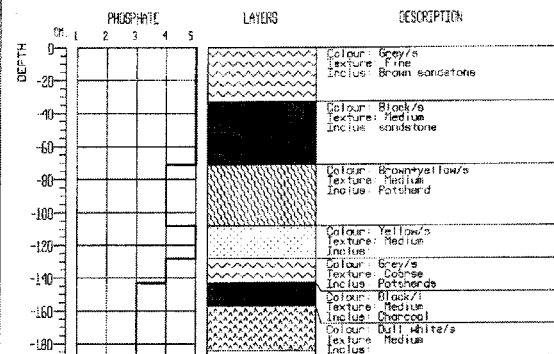 PHOSPHATE LAYERS DESCRIPTION
CM. 1 2 3 4 5
DEPTH
0
-20
-40
-60
-80
-100
-120
-140
-160
-180
Colour: Grey/s
Texture: Fine
Inclus: Brown sandstone
Colour: Black/s
Texture: Medium
Inclus: sandstone
Colour: Brown+yellow/s
Texture: Medium
Inclus: Potsherd
Colour: Yellow/s
Texture: Medium
Inclus:
Colour: Grey/s
Texture: Coarse
Inclus: Potsherds
Colour: Black/l
Texture: Medium
Inclus: Charcoal
Colour: Dull white/s
Texture: Medium
Inclus: